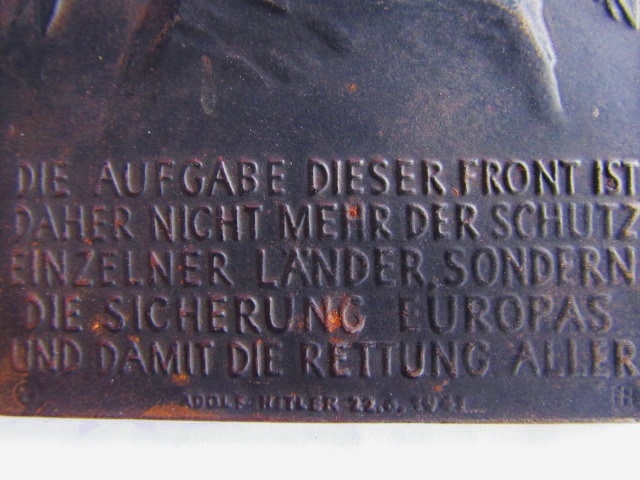 DIE AUFGABE DIESER FRONT IST
DAHER NICHT MEHR DER SCHUTZ
EINZELNER LÄNDER, SONDERN
DIE SICHERUNG EUROPAS
UND DAMIT DIE RETTUNG ALLER
ADOLF HITLER 22.6.1941